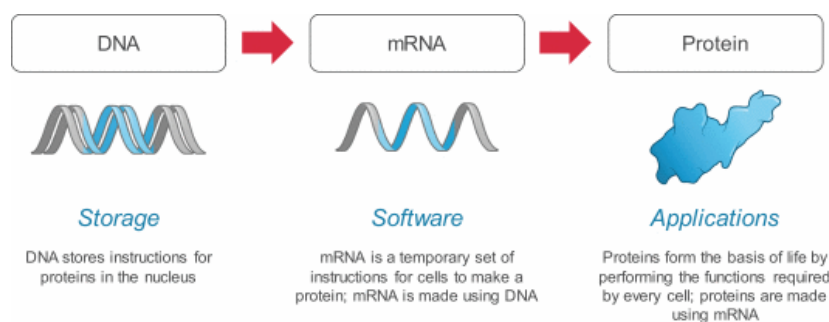 DNA
mRNA
Protein
Storage
Software
Applications
DNA stores instructions for
proteins in the nucleus
mRNA is a temporary set of
instructions for cells to make a
protein; mRNA is made using DNA
Proteins form the basis of life by
performing the functions required
by every cell; proteins are made
using mRNA